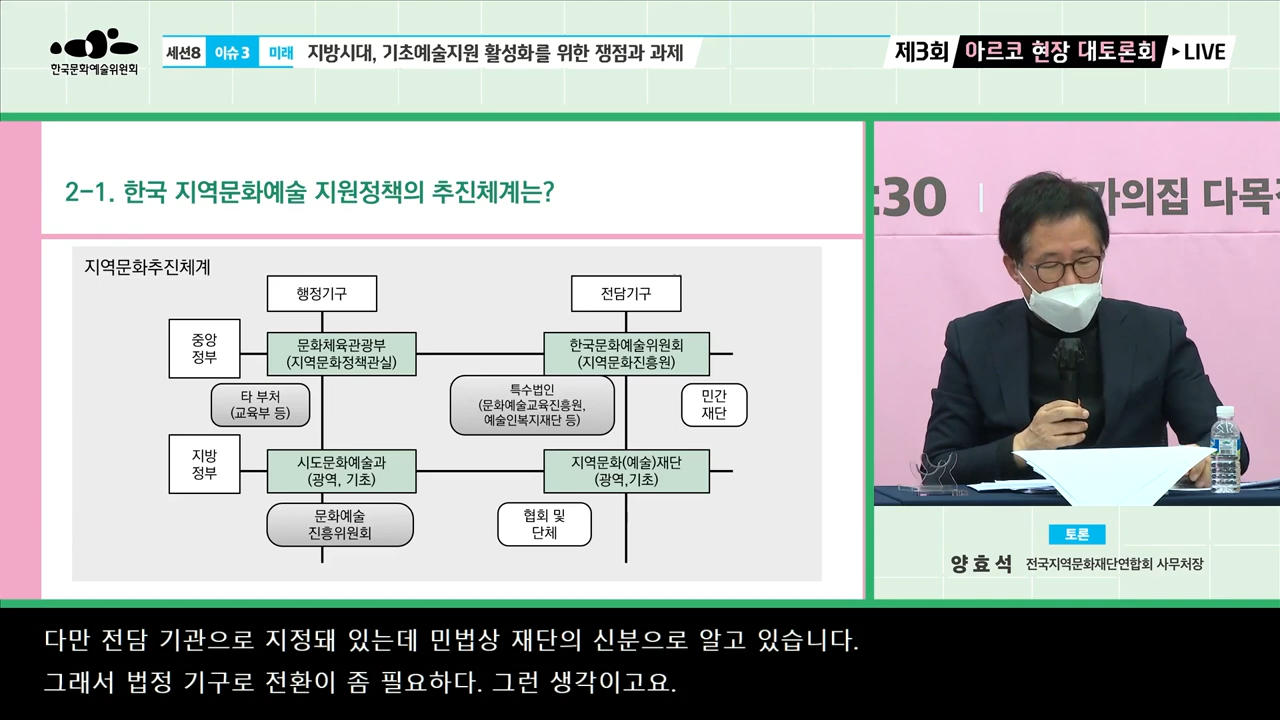 한국문화예술위원회
세션8 이슈 3 미래 지방시대, 기초예술지원 활성화를 위한 쟁점과 과제
제3회 아르코 현장 대토론회 LIVE
2-1. 한국 지역문화예술 지원정책의 추진체계는?
:30 가의집 다목
지역문화추진체계
행정기구
전담기구
중앙
정부
문화체육관광부
(지역문화정책관실)
한국문화예술위원회
(지역문화진흥원)
타 부처
(교육부 등)
특수법인
(문화예술교육진흥원,
예술인복지재단 등)
민간
재단
지방
정부
시도문화예술과
(광역, 기초)
지역문화(예술)재단
(광역,기초)
문화예술
진흥위원회
협회 및
단체
토론
양효석 전국지역문화재단연합회 사무처장
다만 전담 기관으로 지정돼 있는데 민법상 재단의 신분으로 알고 있습니다.
그래서 법정 기구로 전환이 좀 필요하다. 그런 생각이고요.